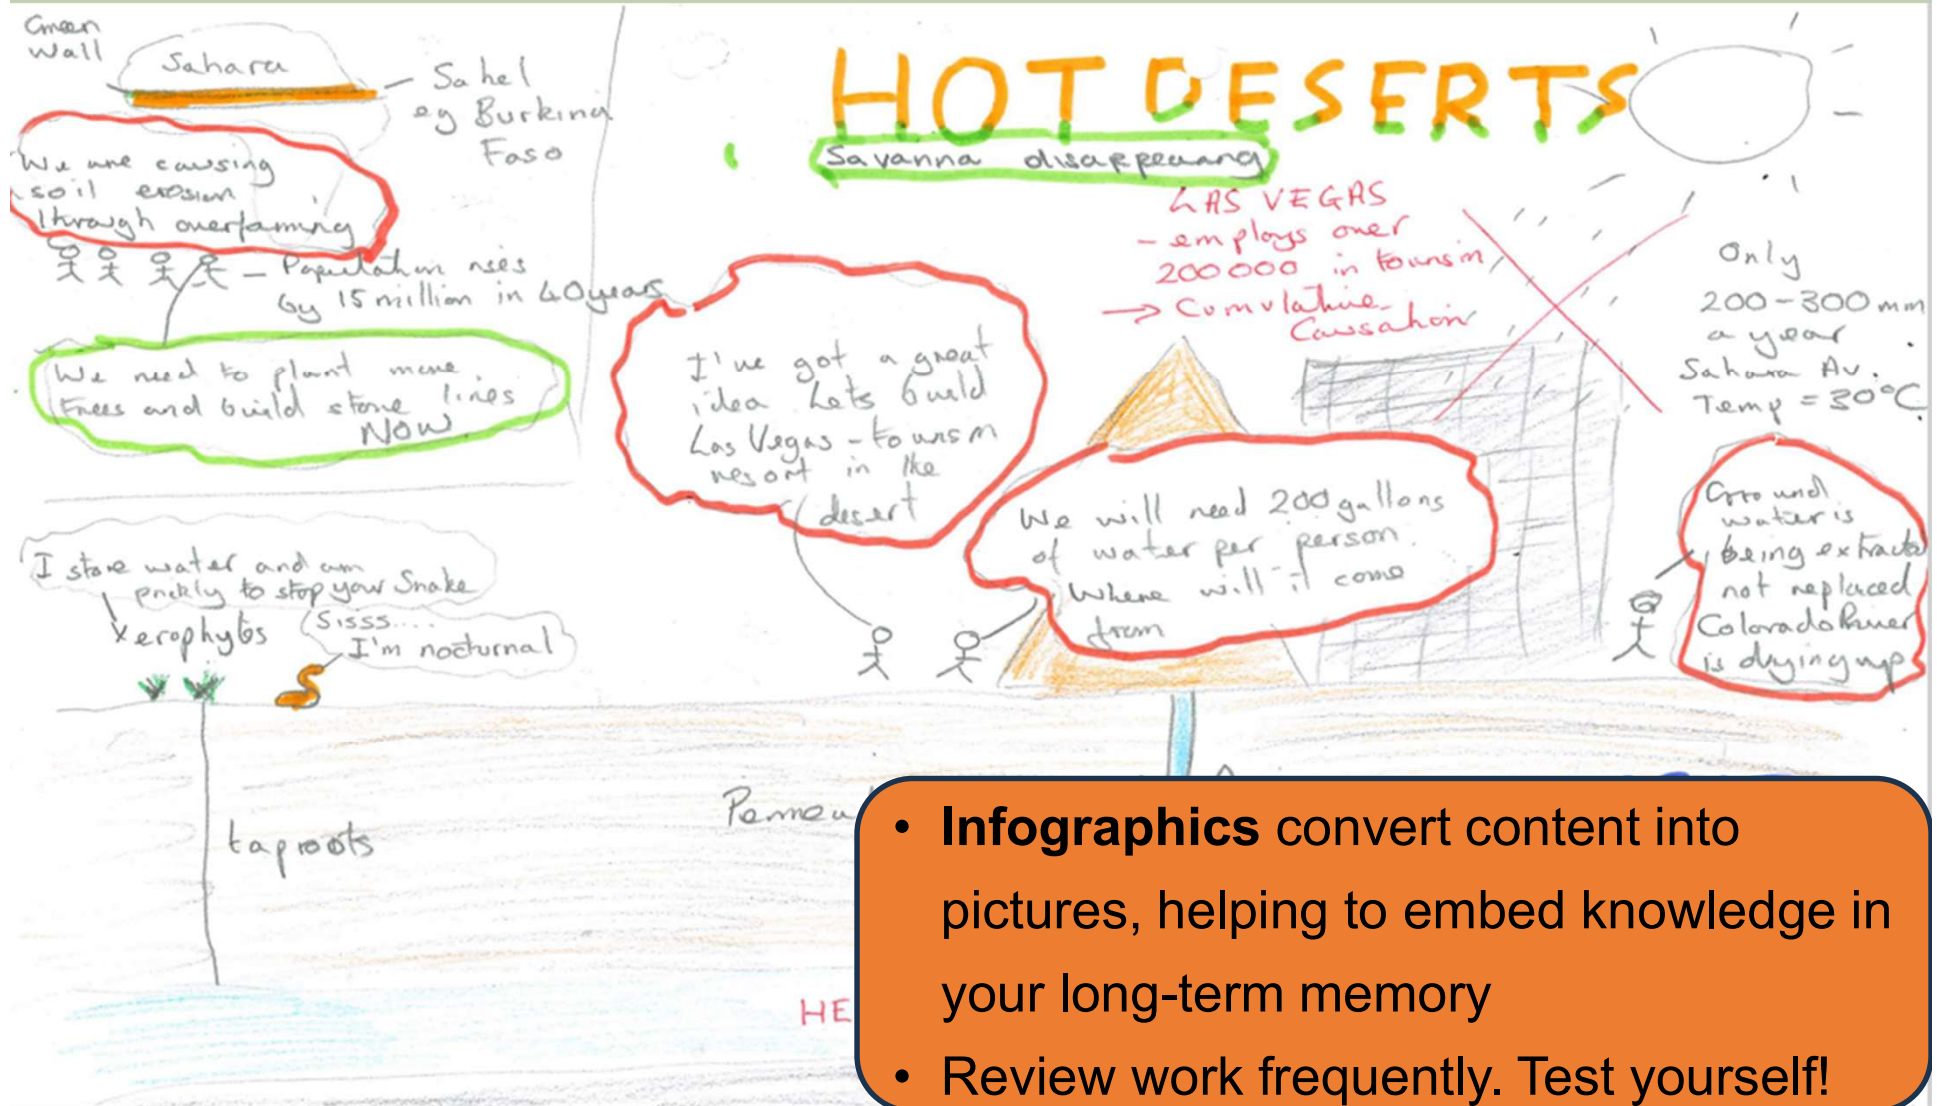 Green
Wall
Sahara
Sahel
eg Burkina
Faso
We are causing
soil erosion
through overfarming
- Population rises
by 15 million in 40 years
We need to plant more
trees and build stone lines
NOW
I store water and am
prickly to stop you Snake
Xerophytes
Sisss....
I'm nocturnal
taproots
HOT DESERTS
Savanna disappearing
LAS VEGAS
- employs over
200000 in tourism
→ Cumulative
Causation
I've got a great
idea Lets build
Las Vegas - tourism
resort in the
desert
We will need 200 gallons
of water per person.
Where will it come
from
Only
200-300 mm
a year
Sahara Av.
Temp = 30°C
Ground
water is
being extracted
not replaced
Colorado River
is drying up
HE
• Infographics convert content into
pictures, helping to embed knowledge in
your long-term memory
• Review work frequently. Test yourself!